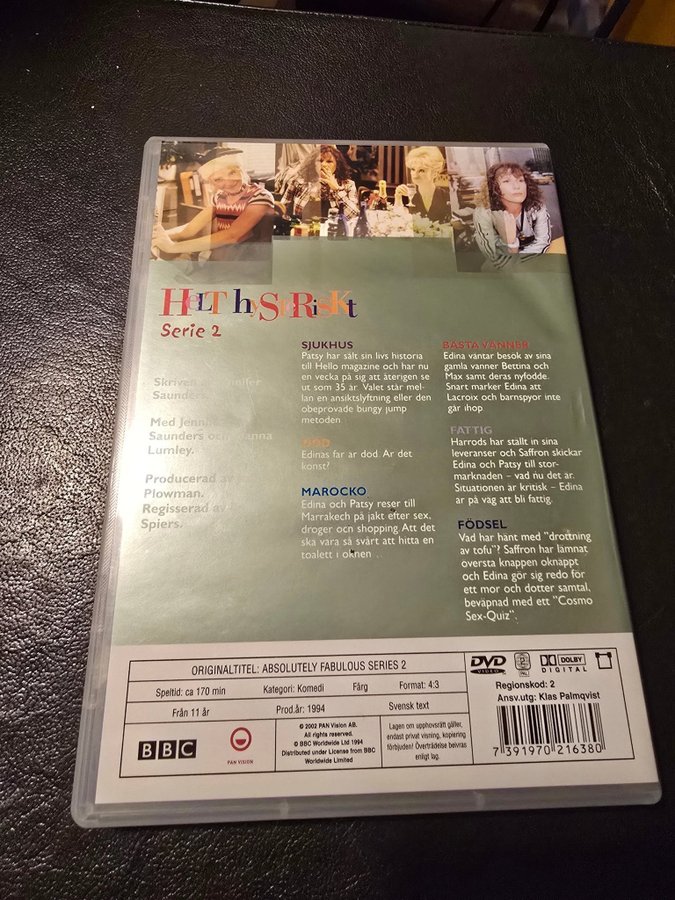 HELT hYSTERiSKt
Serie 2
Skriven
Saunders.
Med
Saunders
Lumley.
Producerad av
Plowman.
Regisserad av
Spiers.
SJUKHUS
Patsy har sålt sin livs historia
till Hello magazine och har nu
en vecka på sig att återigen se
ut som 35 år. Valet står mel-
lan en ansiktslyftning eller den
obeprövade bungy jump
metoden
DÖD
Edinas far är död. Är det
konst?
MAROCKO
Edina och Patsy reser till
Marrakech på jakt efter sex,
droger och shopping. Att det
ska vara så svårt att hitta en
toalett i öknen
BÄSTA VÄNNER
Edina väntar besök av sina
gamla vänner Bettina och
Max samt deras nyfödde.
Snart märker Edina att
Lacroix och barnspyor inte
går ihop
FATTIG
Harrods har ställt in sina
leveranser och Saffron skickar
Edina och Patsy till stor-
marknaden – vad nu det är.
Situationen är kritisk – Edina
är på väg att bli fattig.
FÖDSEL
Vad har hänt med "drottning
av tofu"? Saffron har lämnat
översta knappen oknäppt
och Edina gör sig redo för
ett mor och dotter samtal,
beväpnad med ett "Cosmo
Sex-Quiz".
ORIGINALTITEL: ABSOLUTELY FABULOUS SERIES 2
Speltid: ca 170 min Kategori: Komedi Färg Format: 4:3
Från 11 år Prod.år: 1994 Svensk text
BBC
PAN VISION
© 2002 PAN Vision AB.
All rights reserved.
© BBC Worldwide Ltd 1994
Distributed under License from BBC
Worldwide Limited
Lagen om upphovsrätt gäller,
endast privat visning, kopiering
förbjuden! Överträdelse beivras
enligt lag.
DVD
VIDEO
2
PAL
DOLBY
DIGITAL
Regionskod: 2
Ansv.utg: Klas Palmqvist
7 391970 216380